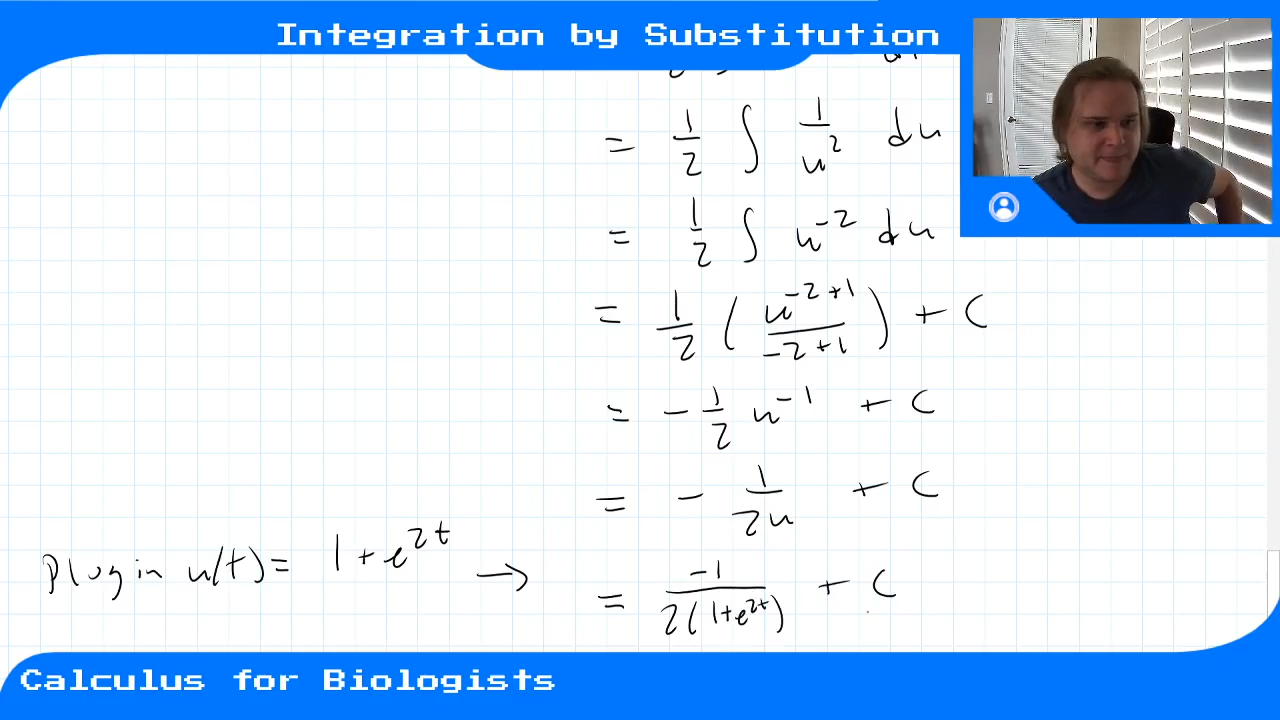 Integration by Substitution
= 1/2 ∫ 1/u² du
= 1/2 ∫ u⁻² du
= 1/2 ( u⁻²⁺¹/-2+1 ) + C
= - 1/2 u⁻¹ + C
= - 1/2u + C
Plug in u(t) = 1 + e²ᵗ →
= -1/2(1+e²ᵗ) + C
Calculus for Biologists